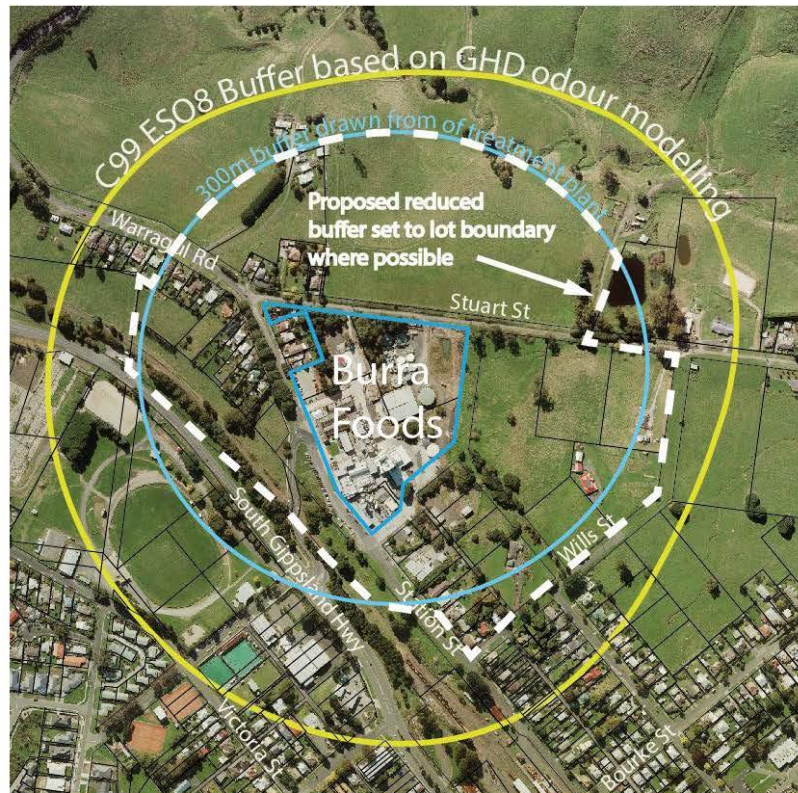 C99 ESO8 Buffer based on GHD odour modelling
300m buffer drawn from of treatment plant
Proposed reduced
buffer set to lot boundary
where possible
Warragul Rd
Stuart St
Burra
Foods
South Gippsland Hwy
Station St
Wills St
Victoria St
Bourke St